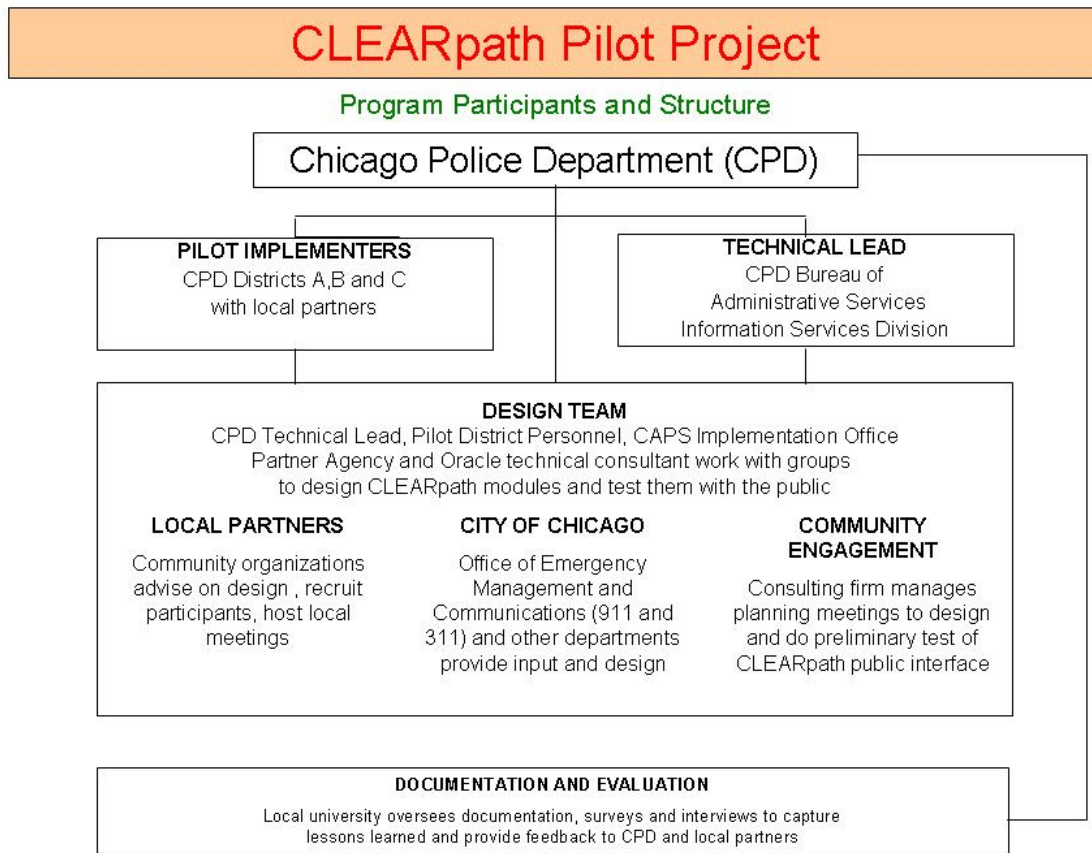 CLEARpath Pilot Project
Program Participants and Structure
Chicago Police Department (CPD)
PILOT IMPLEMENTERS
CPD Districts A,B and C
with local partners
TECHNICAL LEAD
CPD Bureau of
Administrative Services
Information Services Division
DESIGN TEAM
CPD Technical Lead, Pilot District Personnel, CAPS Implementation Office
Partner Agency and Oracle technical consultant work with groups
to design CLEARpath modules and test them with the public
LOCAL PARTNERS
Community organizations
advise on design , recruit
participants, host local
meetings
CITY OF CHICAGO
Office of Emergency
Management and
Communications (911 and
311) and other departments
provide input and design
COMMUNITY
ENGAGEMENT
Consulting firm manages
planning meetings to design
and do preliminary test of
CLEARpath public interface
DOCUMENTATION AND EVALUATION
Local university oversees documentation, surveys and interviews to capture
lessons learned and provide feedback to CPD and local partners